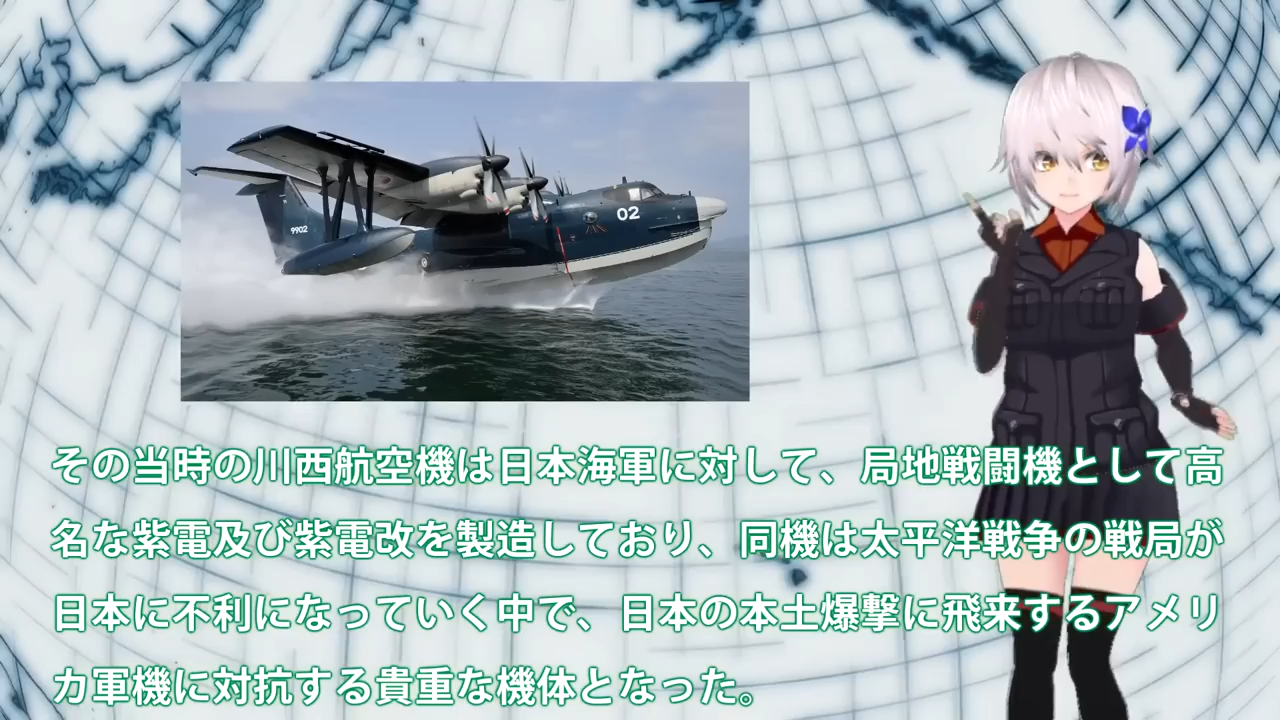 02
9902
その当時の川西航空機は日本海軍に対して、局地戦闘機として高
名な紫電及び紫電改を製造しており、同機は太平洋戦争の戦局が
日本に不利になっていく中で、日本の本土爆撃に飛来するアメリ
カ軍機に対抗する貴重な機体となった。